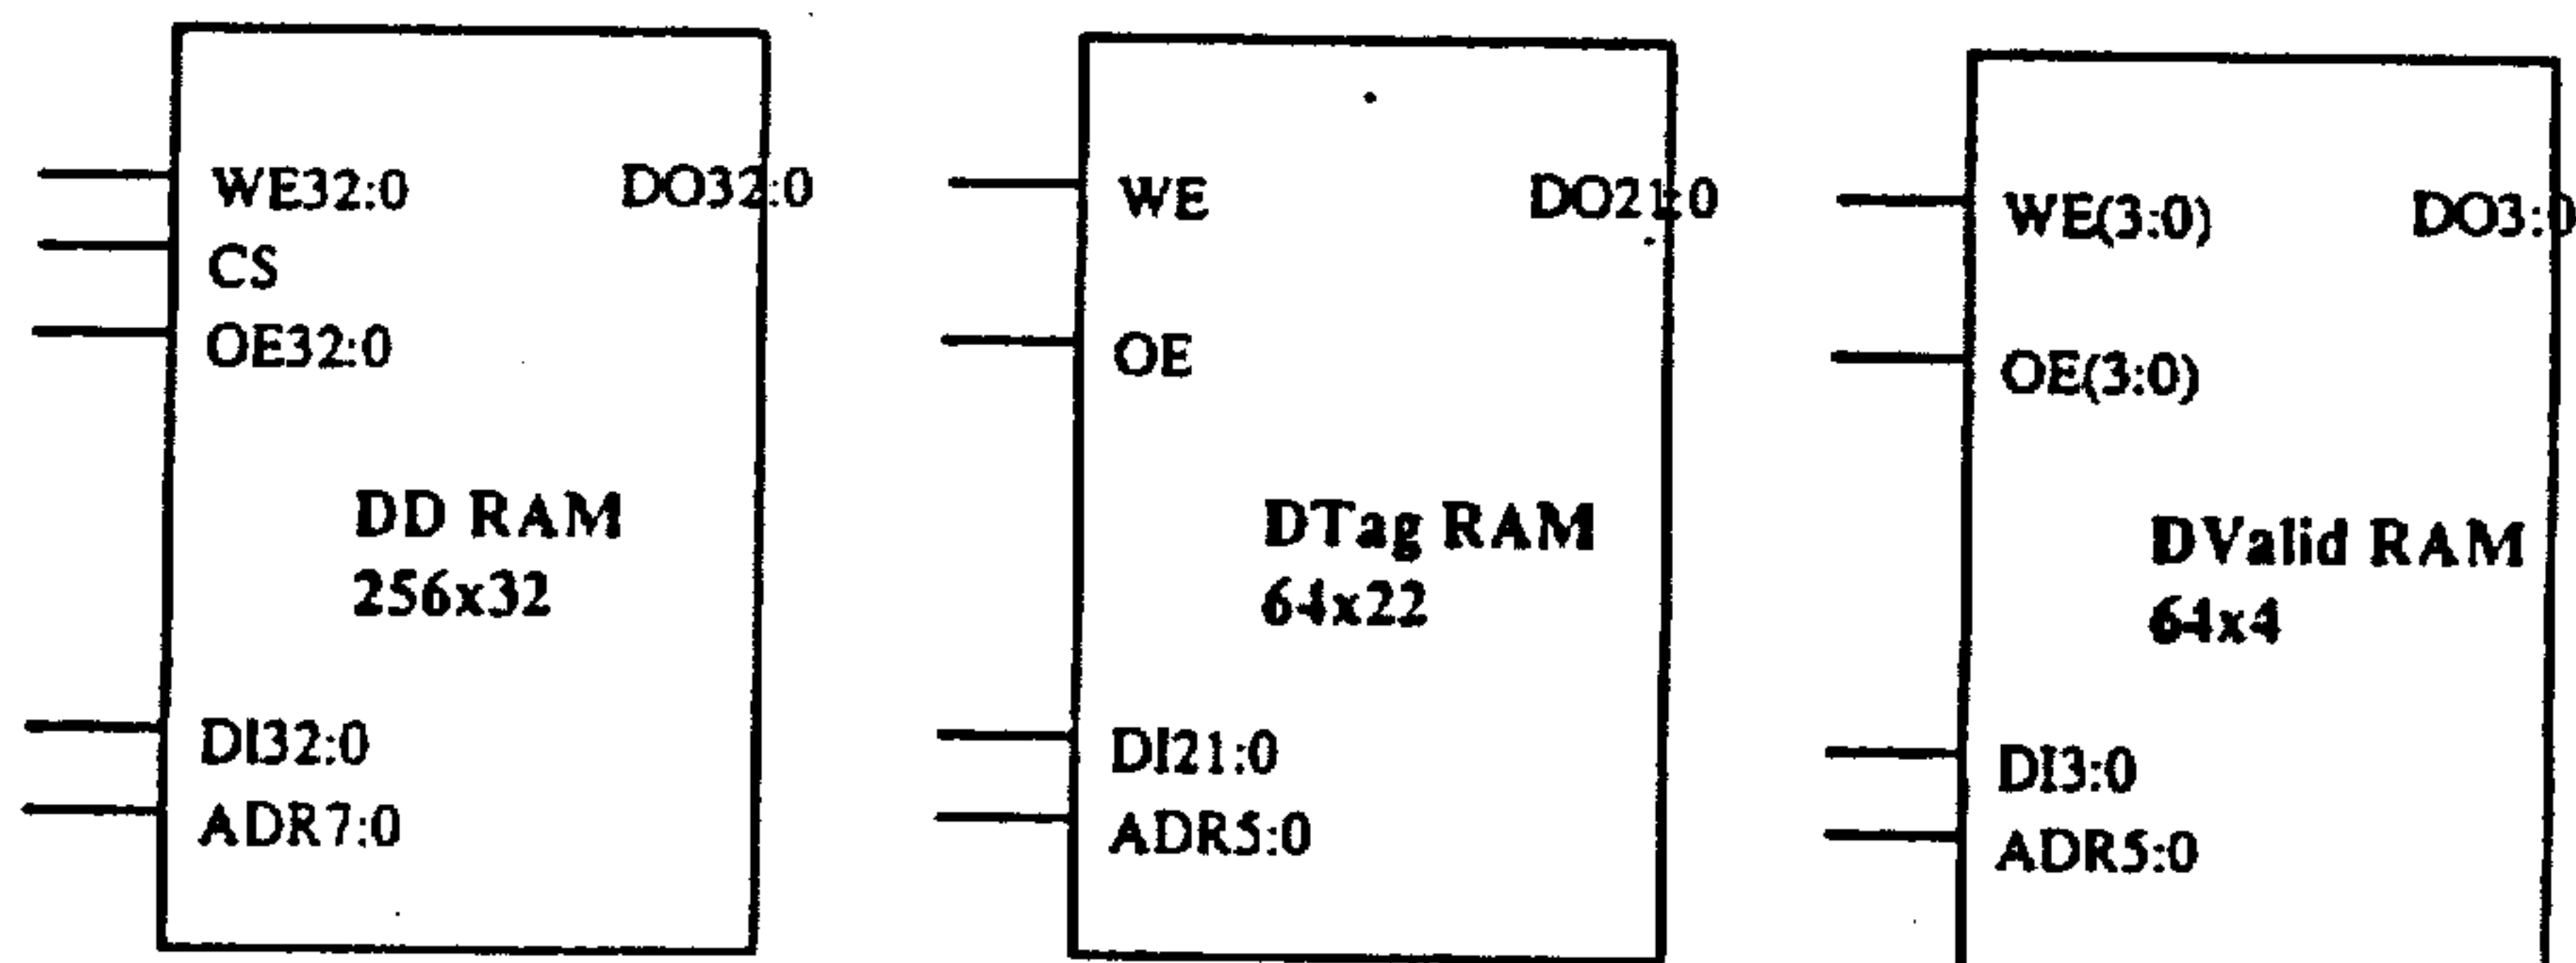 WE32:0 DO32:0
CS
OE32:0
DD RAM
256x32
DI32:0
ADR7:0
WE DO21:0
OE
DTag RAM
64x22
DI21:0
ADR5:0
WE(3:0) DO3:0
OE(3:0)
DValid RAM
64x4
DI3:0
ADR5:0